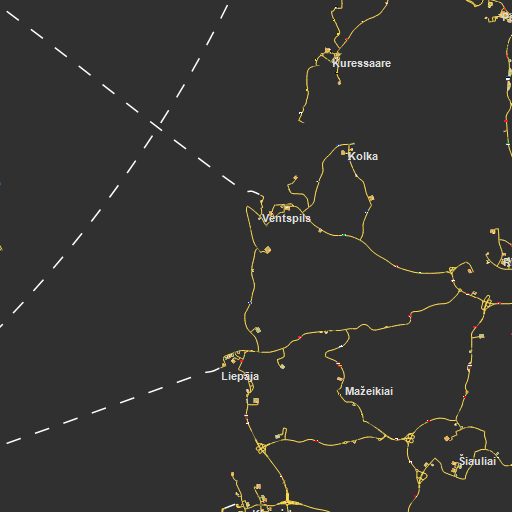 Kuressaare
Kolka
Ventspils
Liepāja
Mažeikiai
Šiauliai